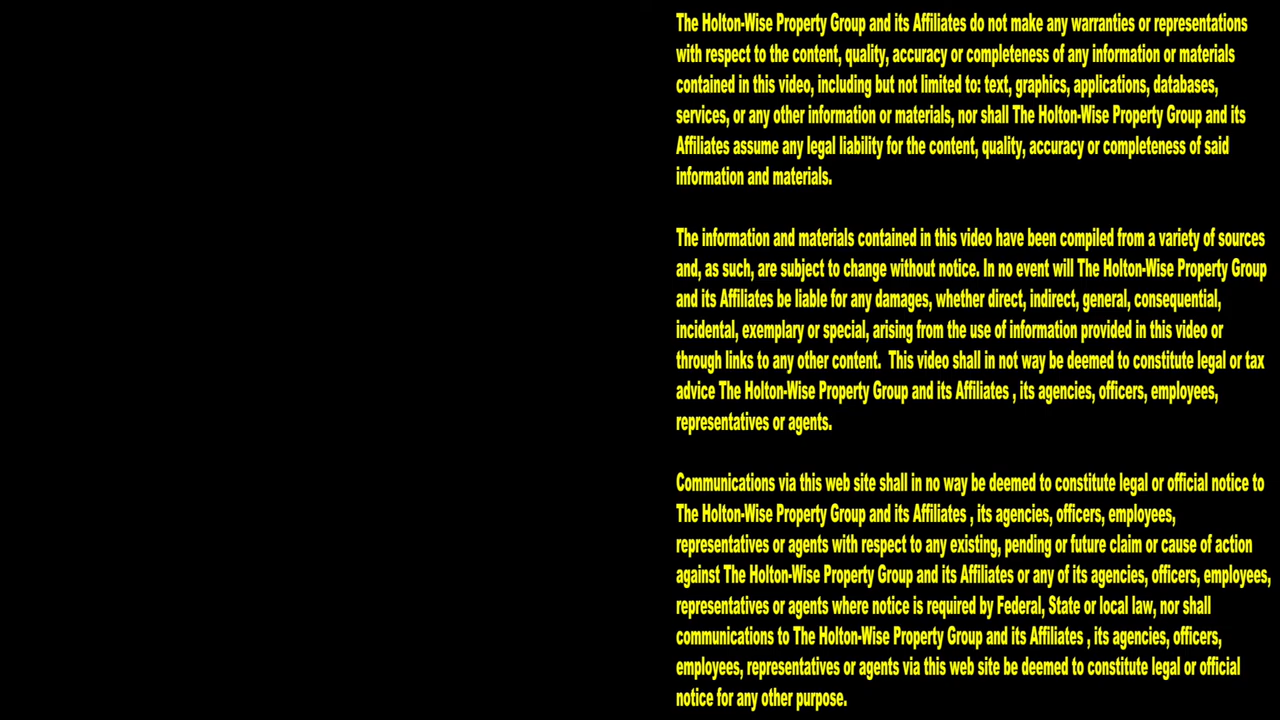 The Holton-Wise Property Group and its Affiliates do not make any warranties or representations
with respect to the content, quality, accuracy or completeness of any information or materials
contained in this video, including but not limited to: text, graphics, applications, databases,
services, or any other information or materials, nor shall The Holton-Wise Property Group and its
Affiliates assume any legal liability for the content, quality, accuracy or completeness of said
information and materials.
The information and materials contained in this video have been compiled from a variety of sources
and, as such, are subject to change without notice. In no event will The Holton-Wise Property Group
and its Affiliates be liable for any damages, whether direct, indirect, general, consequential,
incidental, exemplary or special, arising from the use of information provided in this video or
through links to any other content.  This video shall in not way be deemed to constitute legal or tax
advice The Holton-Wise Property Group and its Affiliates , its agencies, officers, employees,
representatives or agents.
Communications via this web site shall in no way be deemed to constitute legal or official notice to
The Holton-Wise Property Group and its Affiliates , its agencies, officers, employees,
representatives or agents with respect to any existing, pending or future claim or cause of action
against The Holton-Wise Property Group and its Affiliates or any of its agencies, officers, employees,
representatives or agents where notice is required by Federal, State or local law, nor shall
communications to The Holton-Wise Property Group and its Affiliates , its agencies, officers,
employees, representatives or agents via this web site be deemed to constitute legal or official
notice for any other purpose.